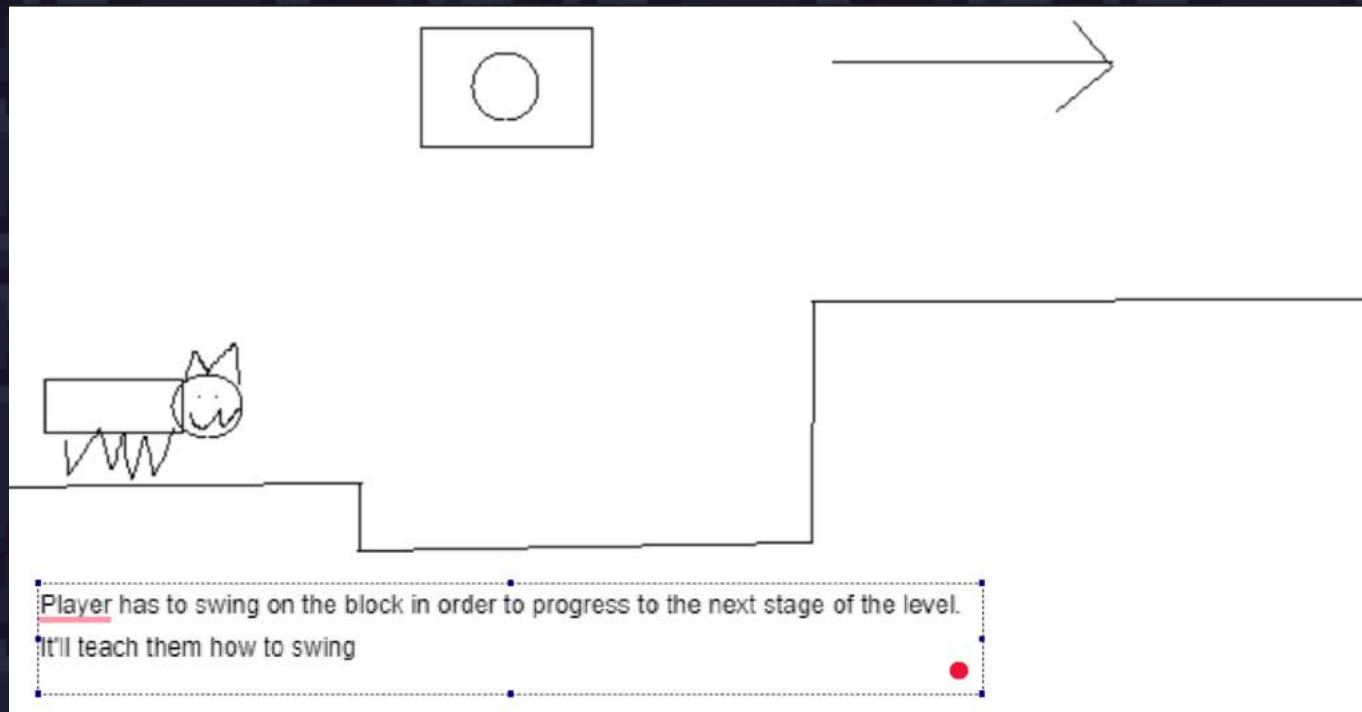 Player has to swing on the block in order to progress to the next stage of the level.
It'll teach them how to swing